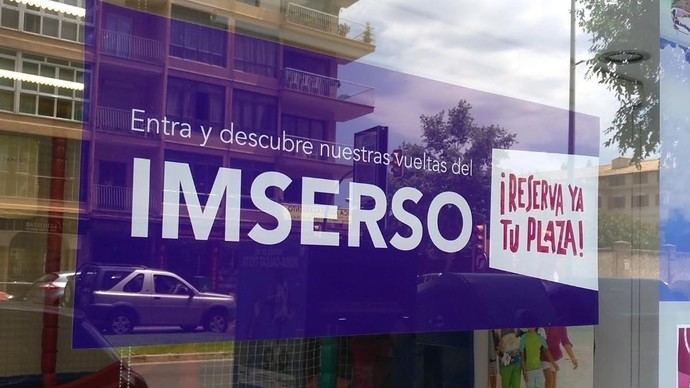 Entra y descubre nuestras vueltas del
IMSERSO
¡RESERVA YA
TU PLAZA!